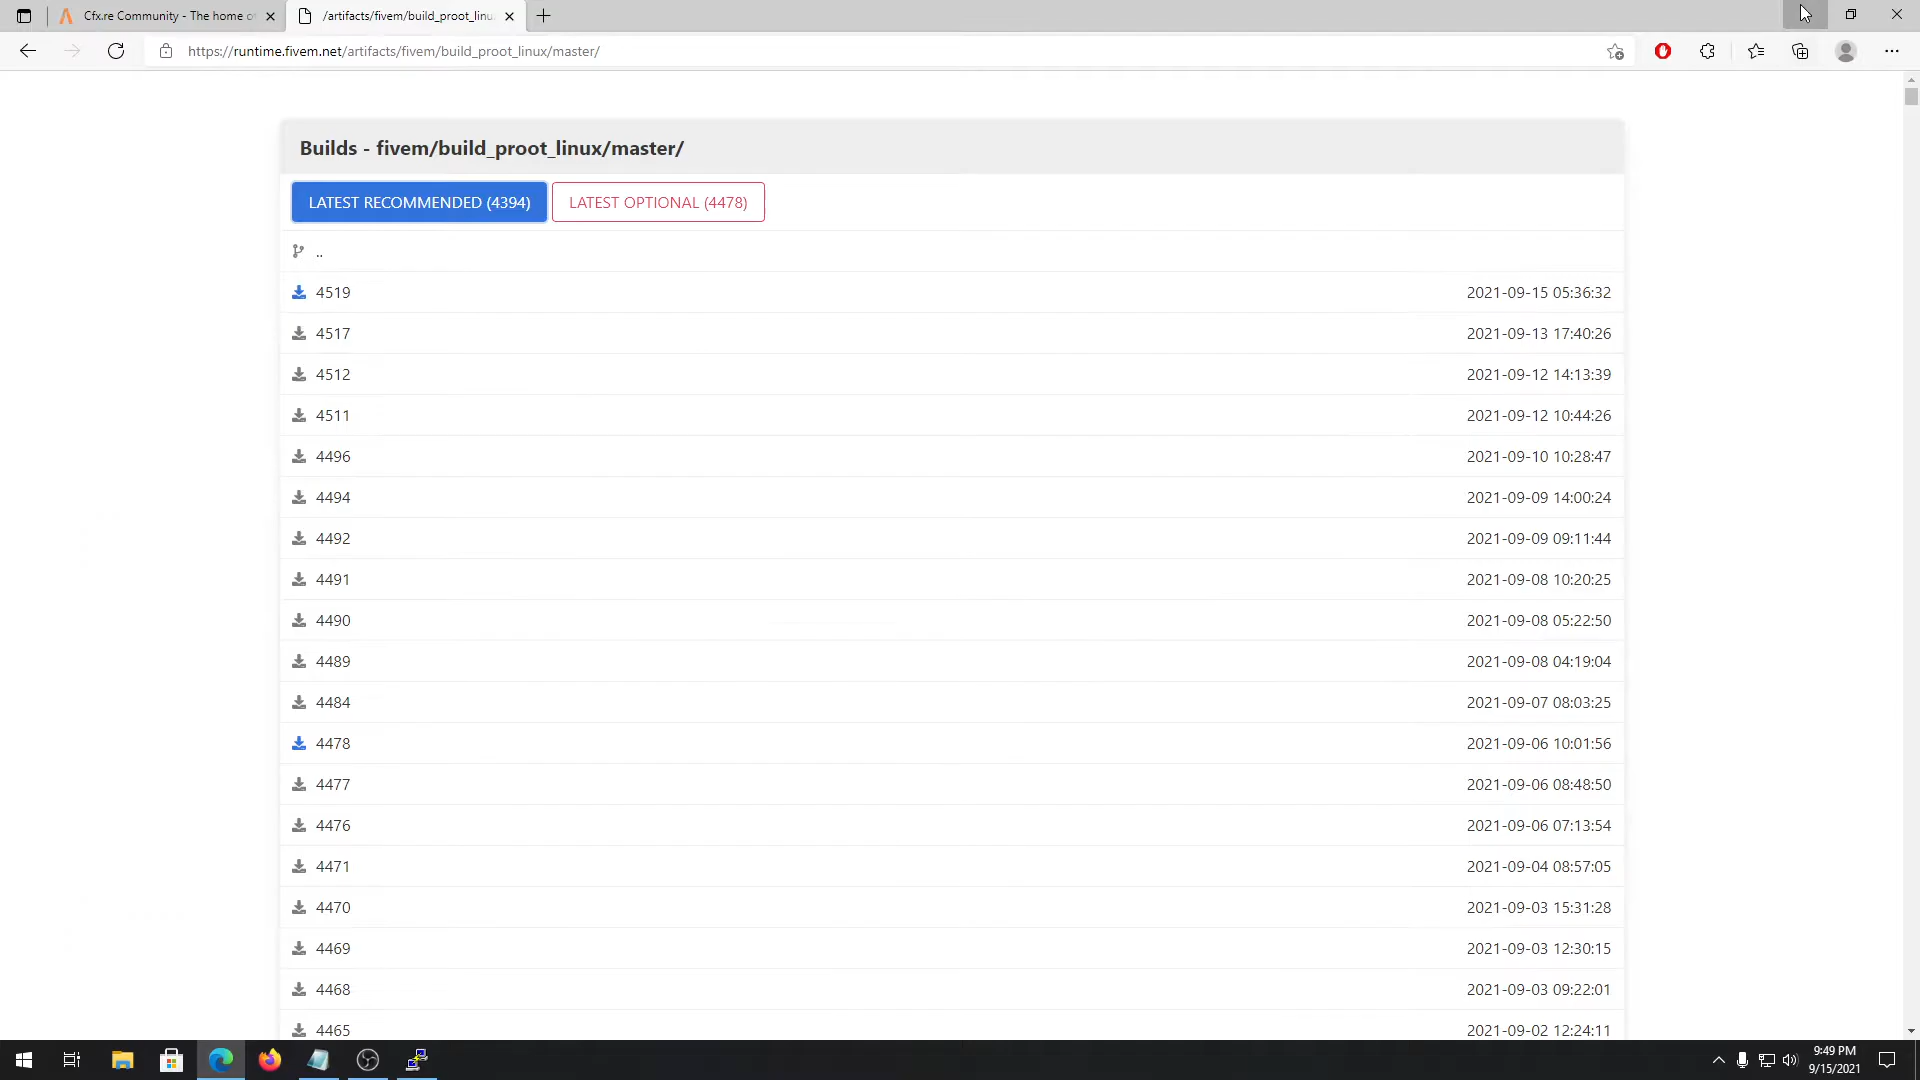 Cfx.re Community - The home o
/artifacts/fivem/build_proot_linu
https://runtime.fivem.net/artifacts/fivem/build_proot_linux/master/
Builds - fivem/build_proot_linux/master/
LATEST RECOMMENDED (4394)
LATEST OPTIONAL (4478)
..
4519 2021-09-15 05:36:32
4517 2021-09-13 17:40:26
4512 2021-09-12 14:13:39
4511 2021-09-12 10:44:26
4496 2021-09-10 10:28:47
4494 2021-09-09 14:00:24
4492 2021-09-09 09:11:44
4491 2021-09-08 10:20:25
4490 2021-09-08 05:22:50
4489 2021-09-08 04:19:04
4484 2021-09-07 08:03:25
4478 2021-09-06 10:01:56
4477 2021-09-06 08:48:50
4476 2021-09-06 07:13:54
4471 2021-09-04 08:57:05
4470 2021-09-03 15:31:28
4469 2021-09-03 12:30:15
4468 2021-09-03 09:22:01
4465 2021-09-02 12:24:11
9:49 PM
9/15/2021